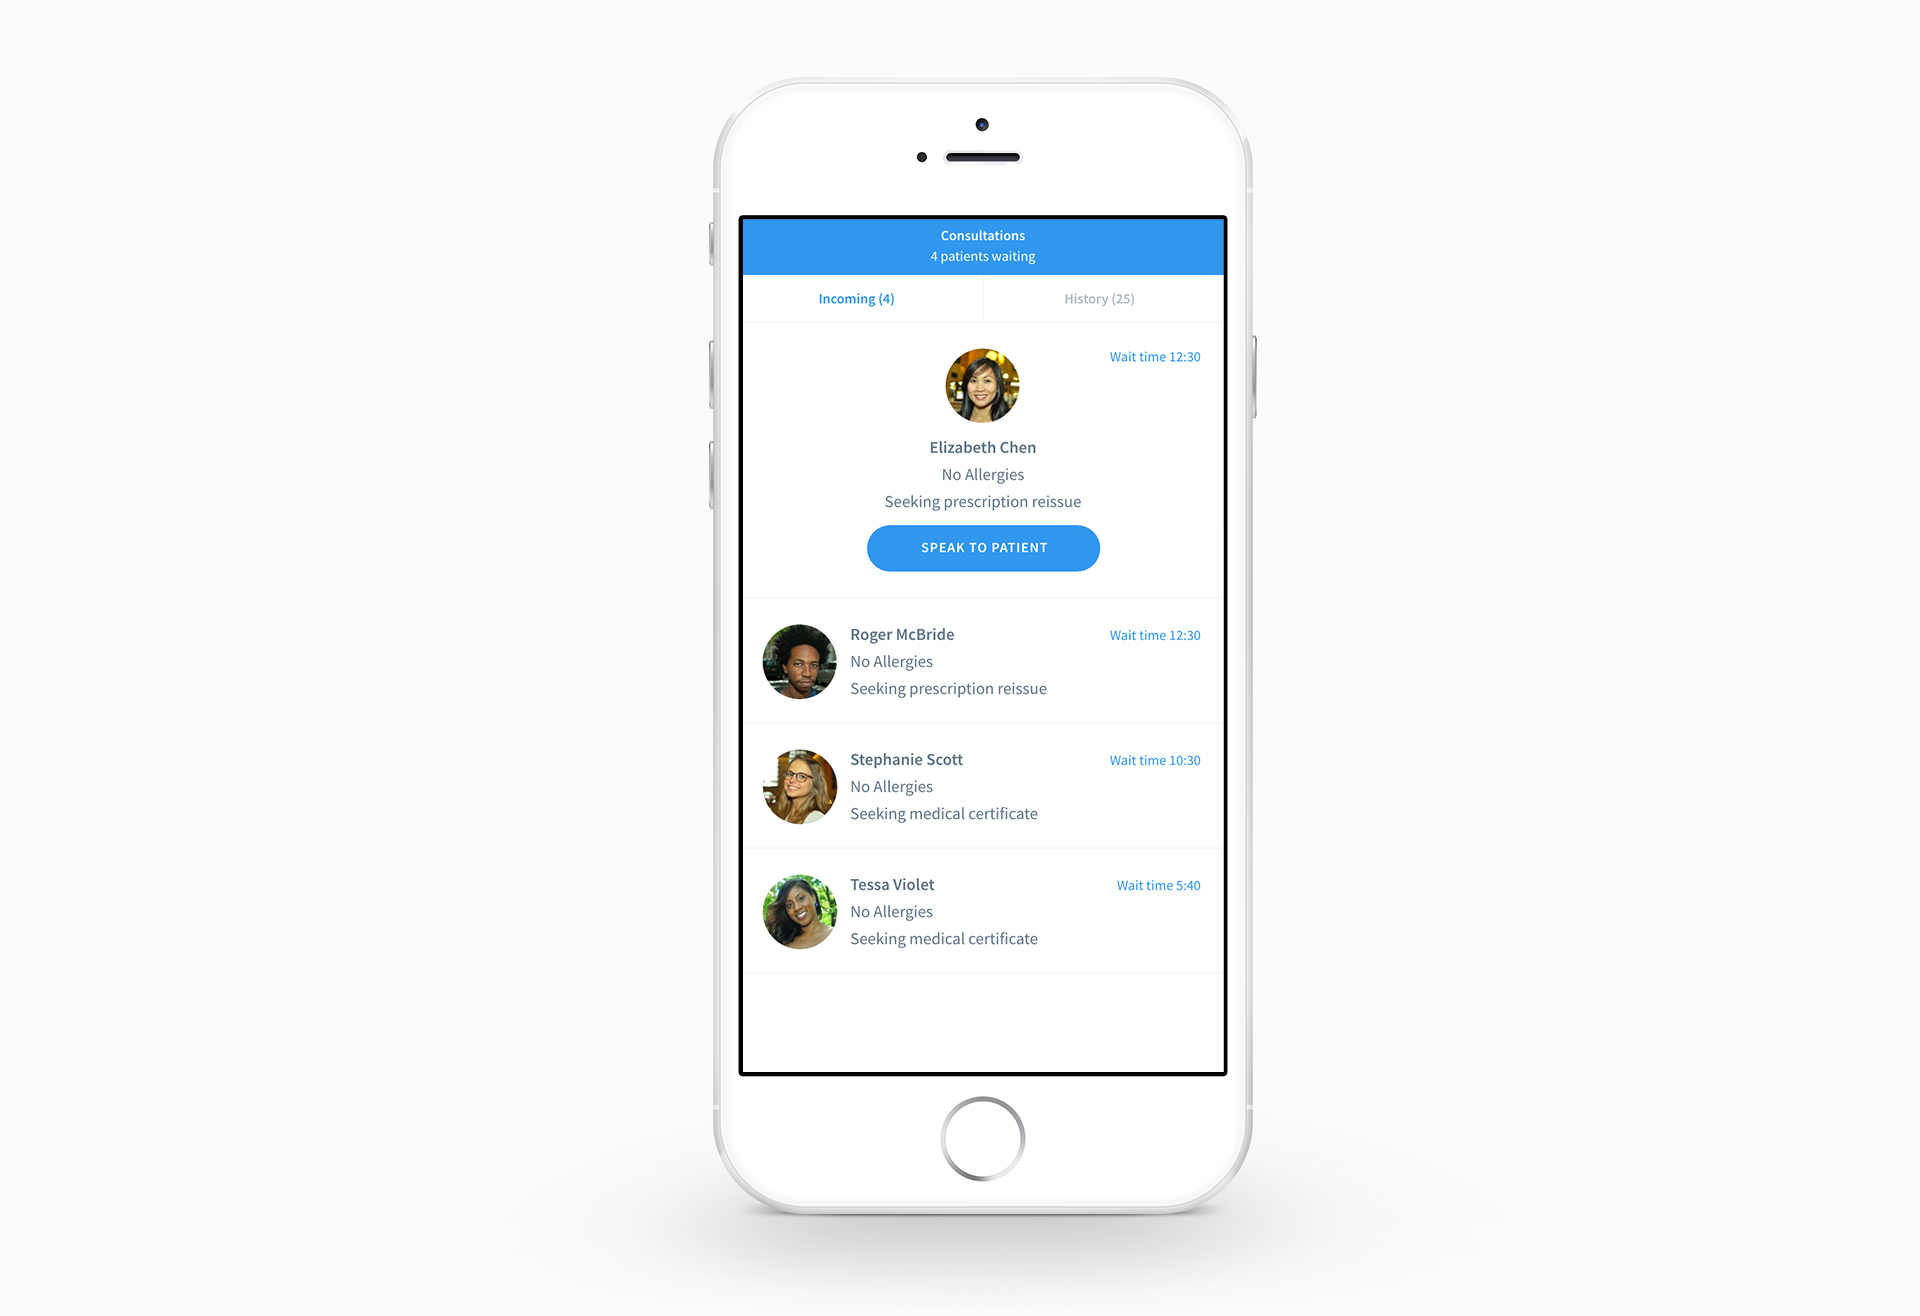 Consultations
4 patients waiting
Incoming (4)
History (25)
Wait time 12:30
Elizabeth Chen
No Allergies
Seeking prescription reissue
SPEAK TO PATIENT
Roger McBride
Wait time 12:30
No Allergies
Seeking prescription reissue
Stephanie Scott
Wait time 10:30
No Allergies
Seeking medical certificate
Tessa Violet
Wait time 5:40
No Allergies
Seeking medical certificate